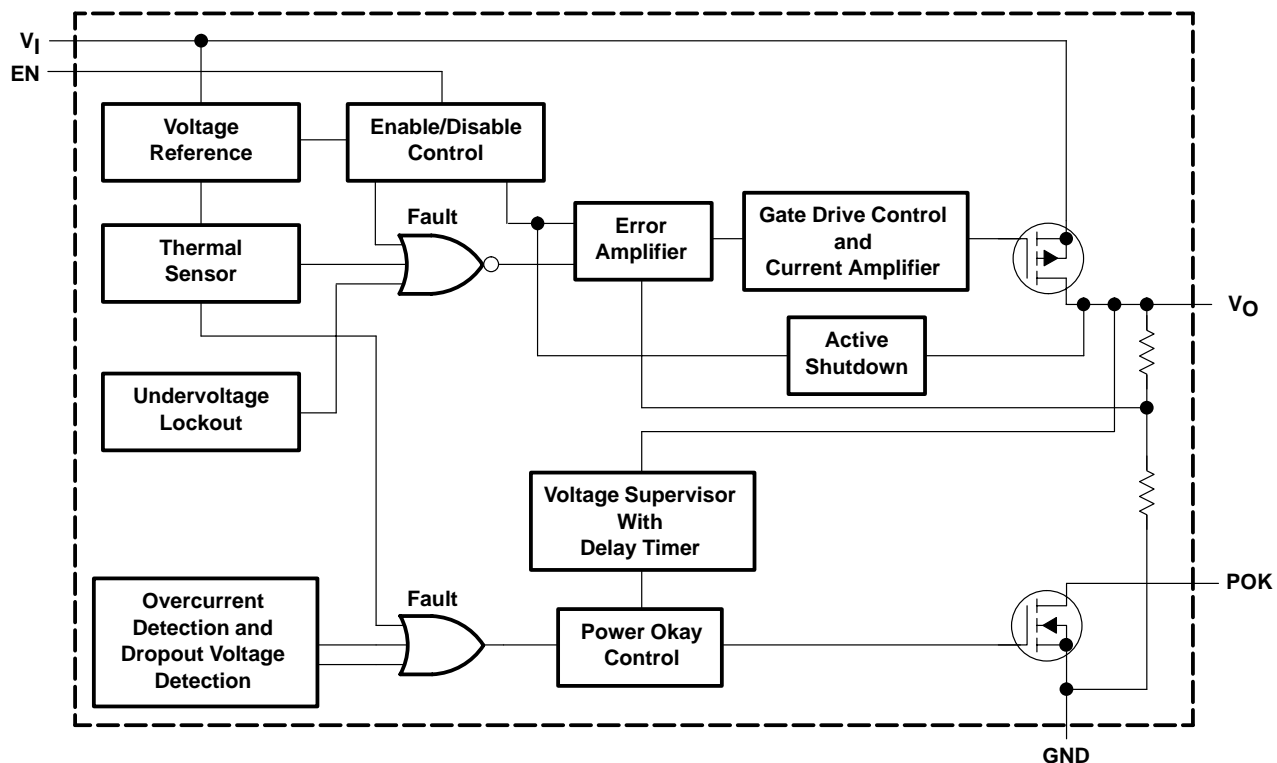 VI
EN
Voltage
Reference
Enable/Disable
Control
Fault
Thermal
Sensor
Error
Amplifier
Gate Drive Control
and
Current Amplifier
VO
Active
Shutdown
Undervoltage
Lockout
Voltage Supervisor
With
Delay Timer
POK
Overcurrent
Detection and
Dropout Voltage
Detection
Fault
Power Okay
Control
GND